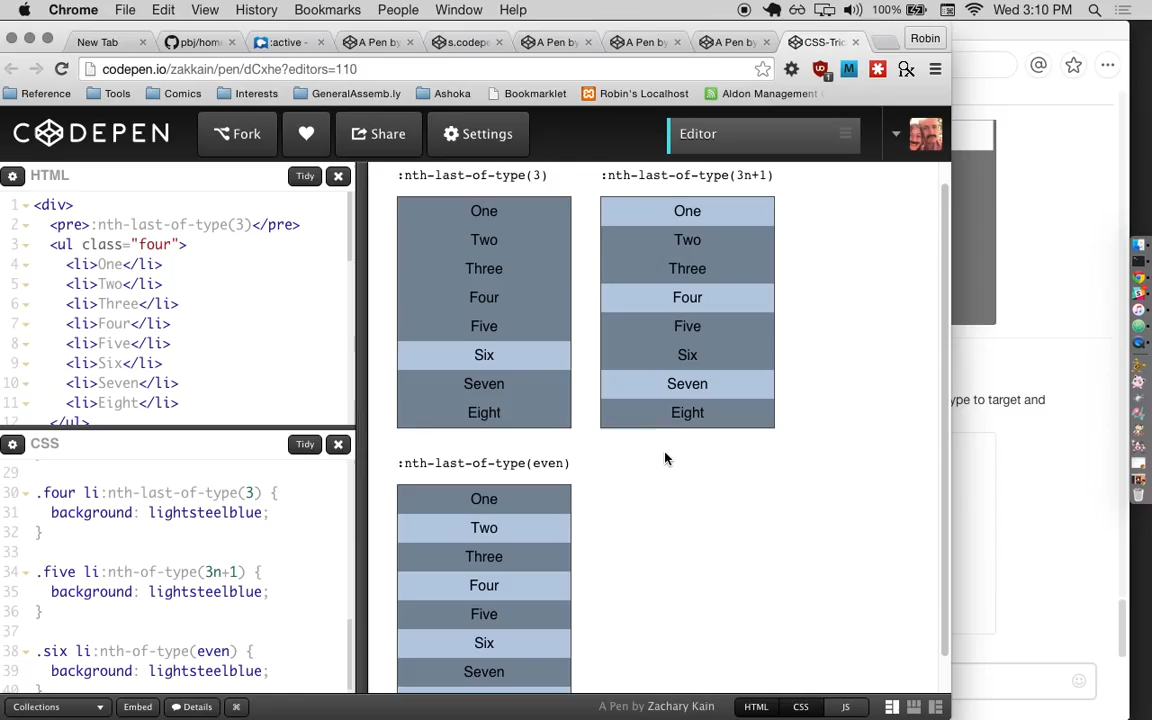 Chrome File Edit View History Bookmarks People Window Help 100% Wed 3:10 PM
New Tab pbj/hom :active - A Pen by s.codepe A Pen by A Pen by A Pen by CSS-Tric Robin
codepen.io/zakkain/pen/dCxhe?editors=110
Reference Tools Comics Interests GeneralAssemb.ly Ashoka Bookmarklet Robin's Localhost Aldon Management
CODEPEN Fork Share Settings Editor
HTML Tidy
1 <div>
2 <pre>:nth-last-of-type(3)</pre>
3 <ul class="four">
4 <li>One</li>
5 <li>Two</li>
6 <li>Three</li>
7 <li>Four</li>
8 <li>Five</li>
9 <li>Six</li>
10 <li>Seven</li>
11 <li>Eight</li>
12 </ul>
CSS Tidy
29
30 .four li:nth-last-of-type(3) {
31 background: lightsteelblue;
32 }
33
34 .five li:nth-of-type(3n+1) {
35 background: lightsteelblue;
36 }
37
38 .six li:nth-of-type(even) {
39 background: lightsteelblue;
40 }
:nth-last-of-type(3)
One
Two
Three
Four
Five
Six
Seven
Eight
:nth-last-of-type(3n+1)
One
Two
Three
Four
Five
Six
Seven
Eight
:nth-last-of-type(even)
One
Two
Three
Four
Five
Six
Seven
ype to target and
Collections Embed Details A Pen by Zachary Kain HTML CSS JS